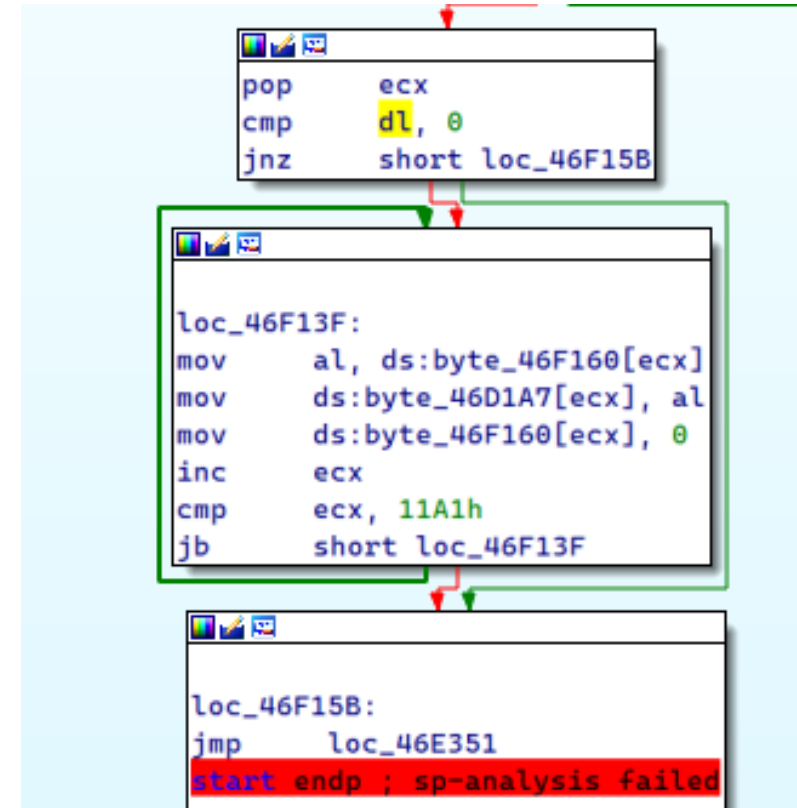 pop ecx
cmp dl, 0
jnz short loc_46F15B
loc_46F13F:
mov al, ds:byte_46F160[ecx]
mov ds:byte_46D1A7[ecx], al
mov ds:byte_46F160[ecx], 0
inc ecx
cmp ecx, 11A1h
jb short loc_46F13F
loc_46F15B:
jmp loc_46E351
start endp ; sp-analysis failed